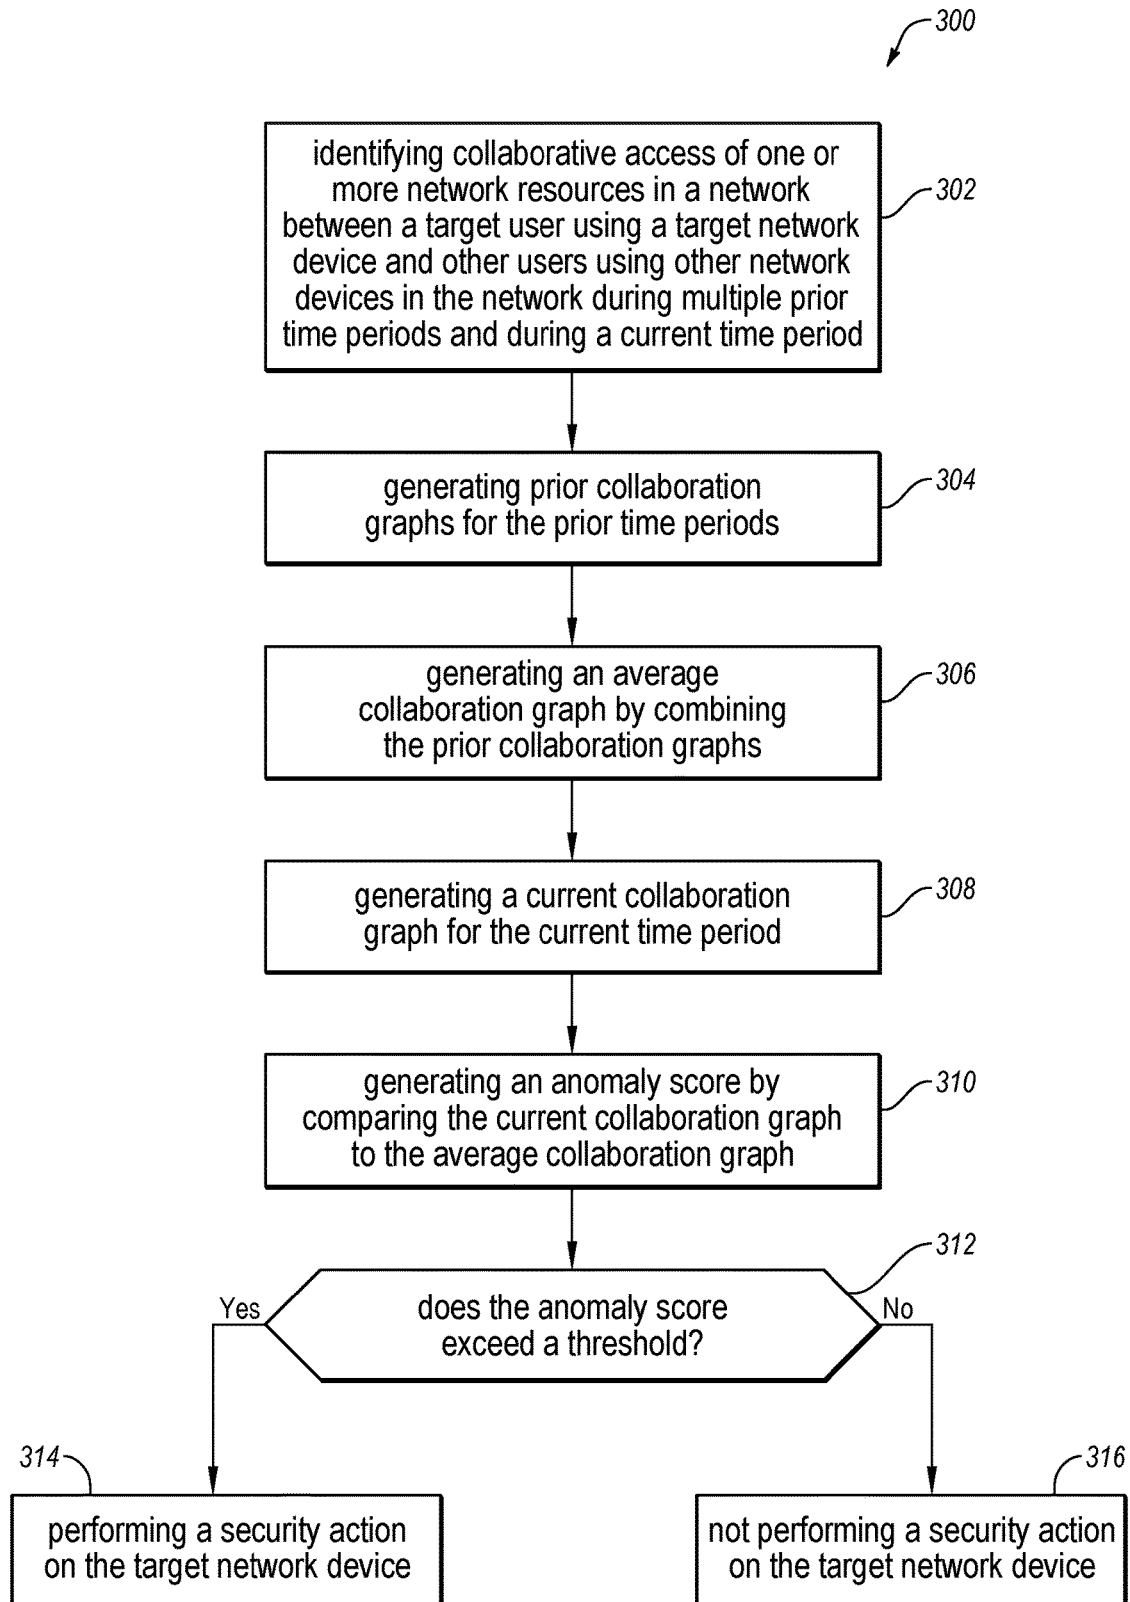 300
identifying collaborative access of one or
more network resources in a network
between a target user using a target network
device and other users using other network
devices in the network during multiple prior
time periods and during a current time period
302
generating prior collaboration
graphs for the prior time periods
304
generating an average
collaboration graph by combining
the prior collaboration graphs
306
generating a current collaboration
graph for the current time period
308
generating an anomaly score by
comparing the current collaboration graph
to the average collaboration graph
310
312
does the anomaly score
exceed a threshold?
Yes
No
314
performing a security action
on the target network device
316
not performing a security action
on the target network device